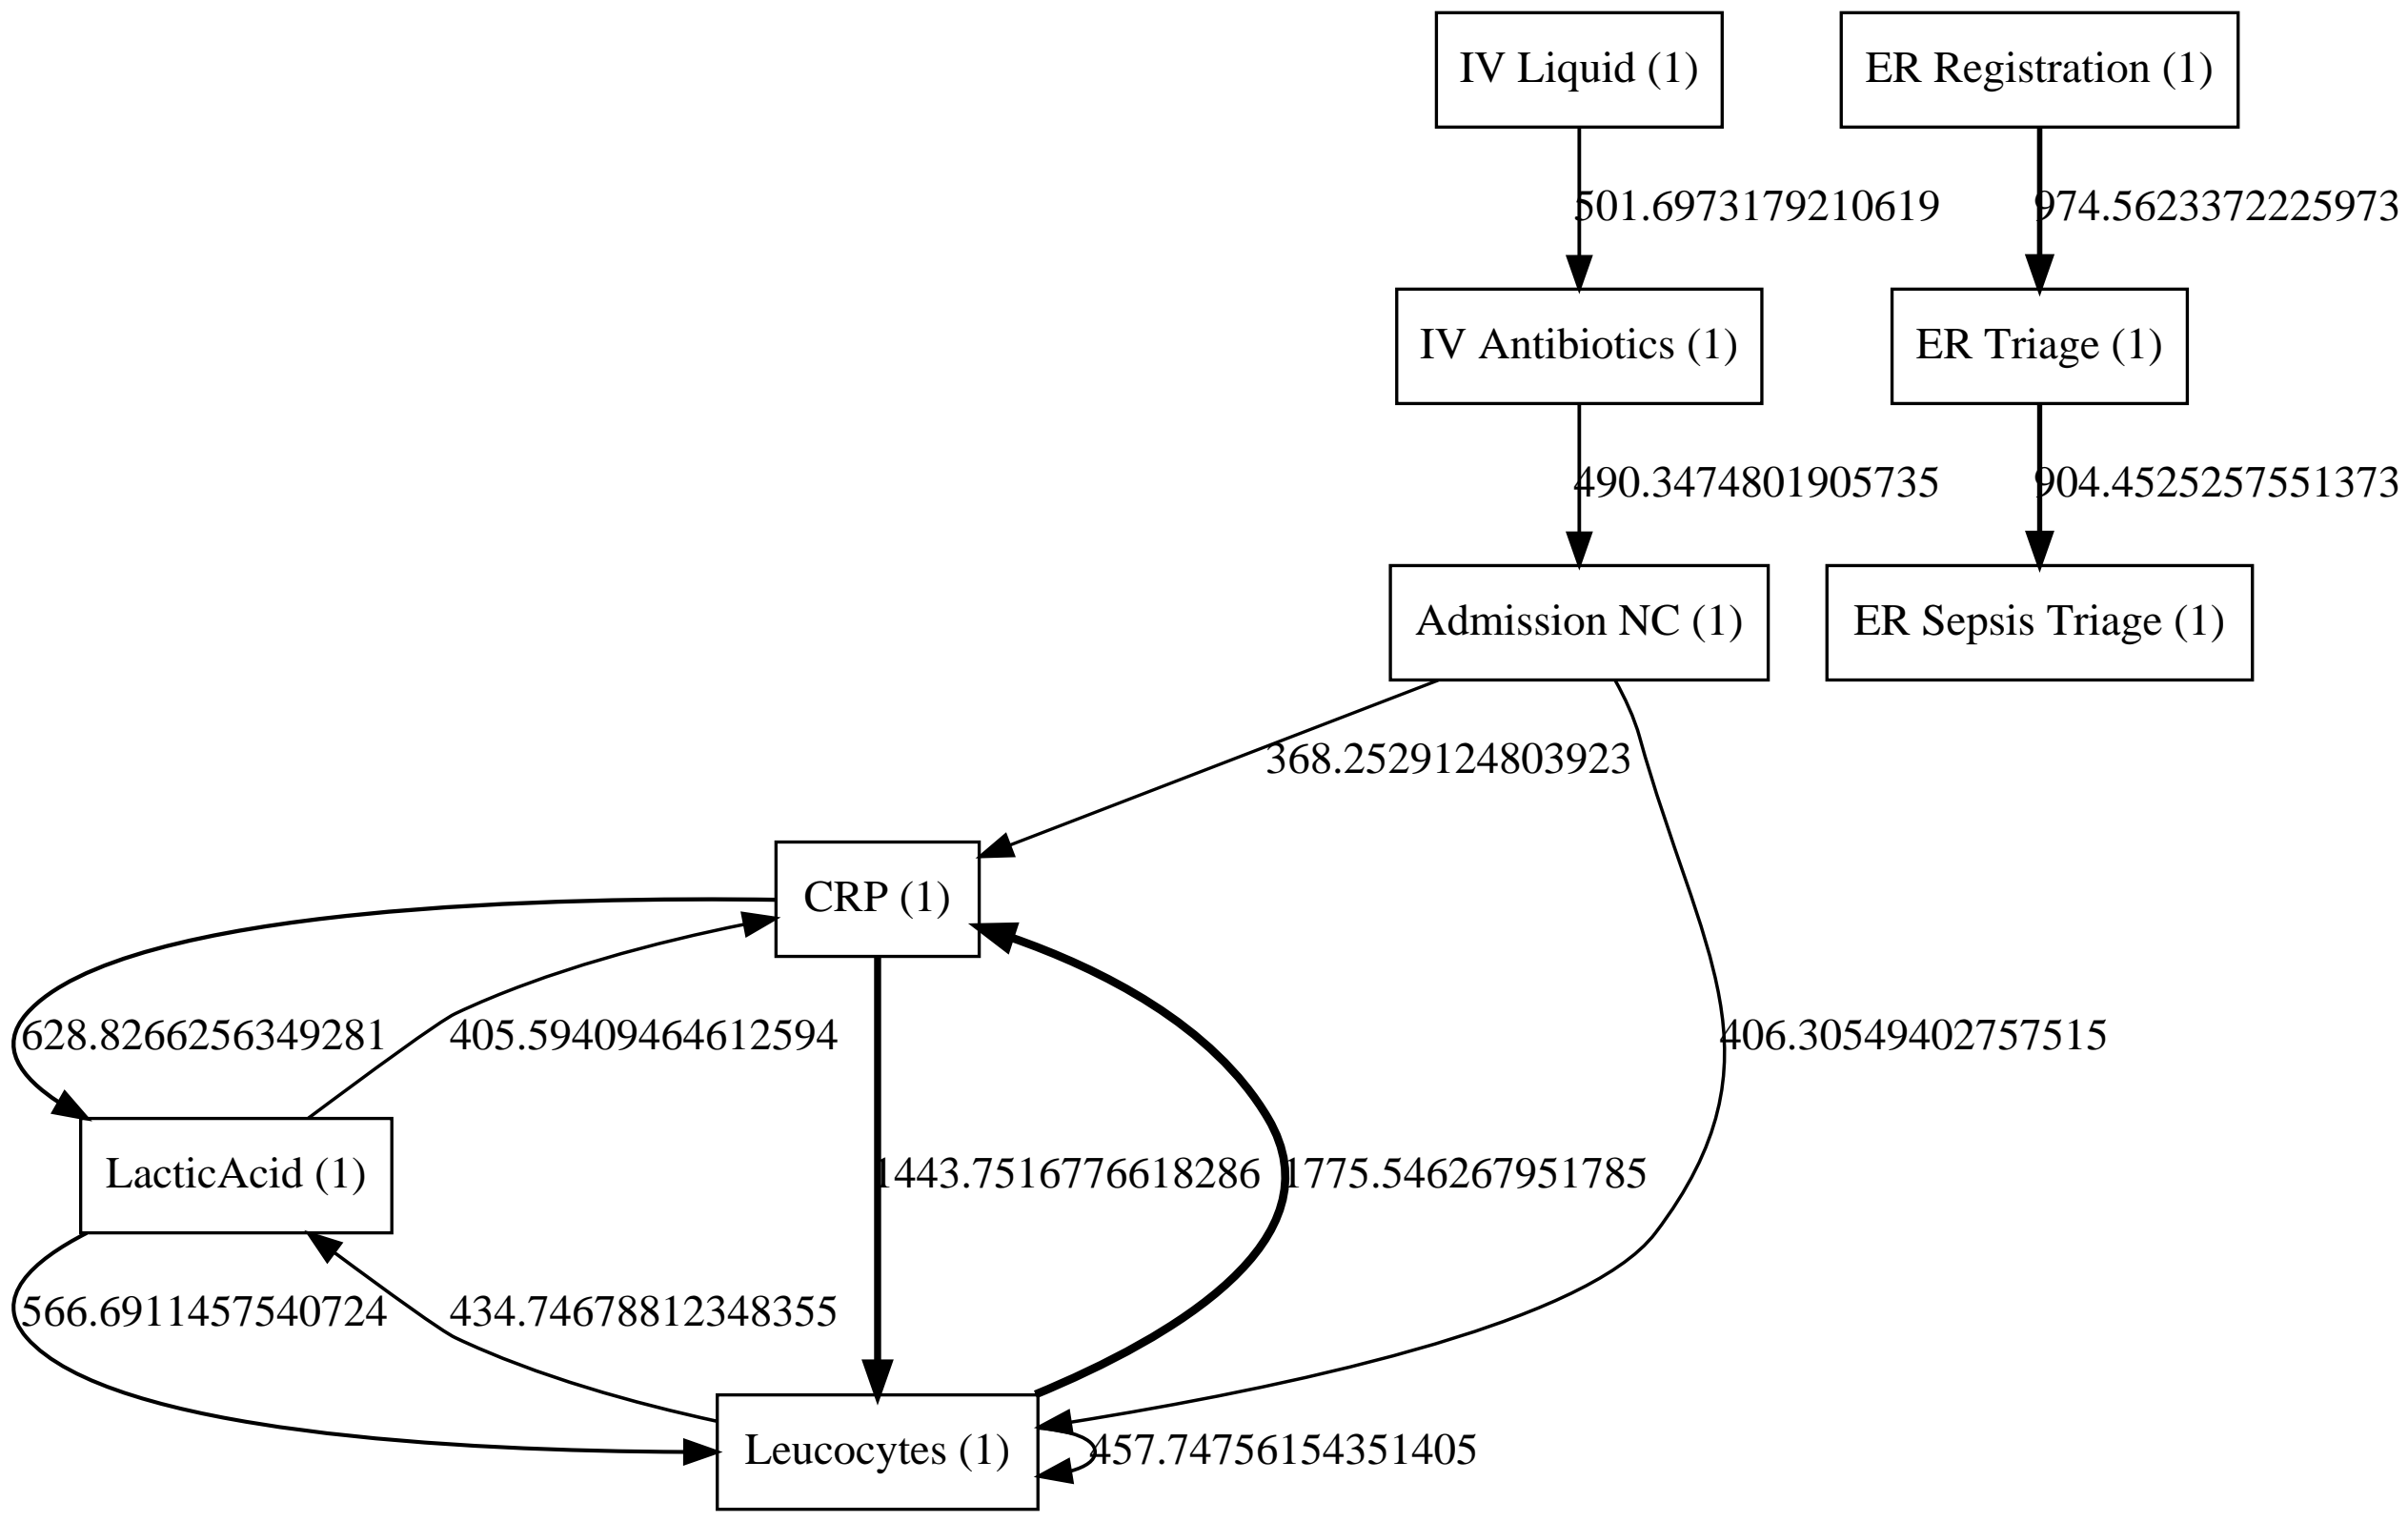 IV Liquid (1)
ER Registration (1)
501.6973179210619
974.5623372225973
IV Antibiotics (1)
ER Triage (1)
490.3474801905735
904.4525257551373
Admission NC (1)
ER Sepsis Triage (1)
368.2529124803923
CRP (1)
628.8266256349281
405.59409464612594
406.30549402757515
LacticAcid (1)
1443.7516776618286
1775.546267951785
566.6911457540724
434.74678812348355
Leucocytes (1)
457.74756154351405